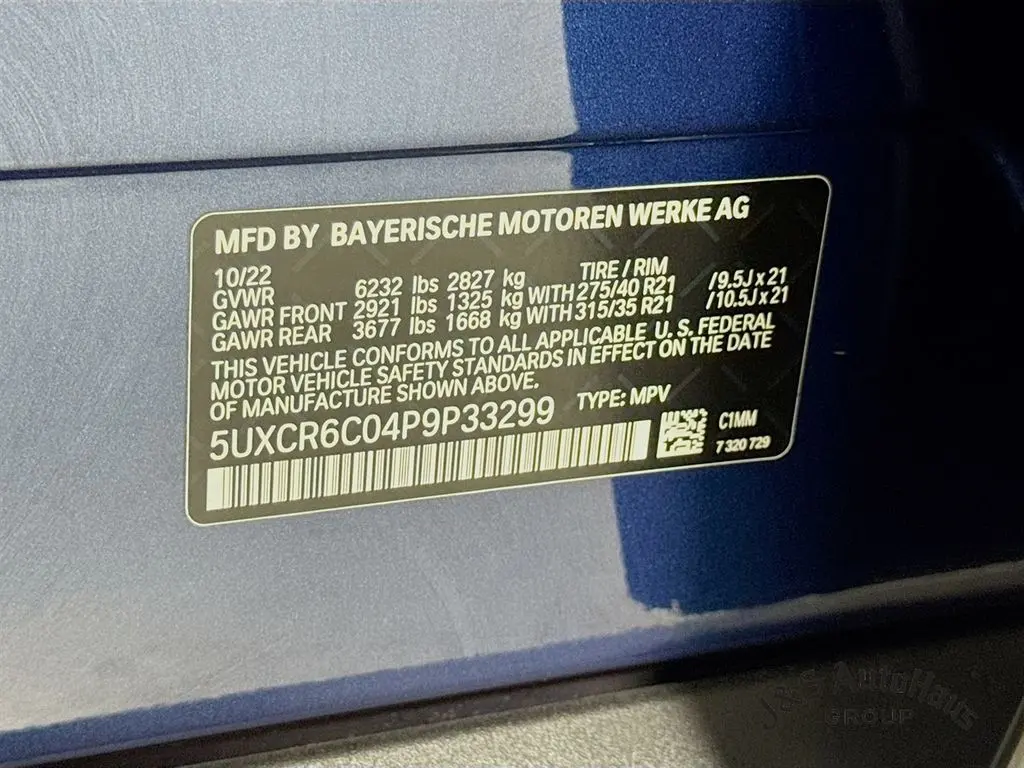 MFD BY BAYERISCHE MOTOREN WERKE AG
10/22 TIRE / RIM
GVWR 6232 lbs 2827 kg
GAWR FRONT 2921 lbs 1325 kg WITH 275/40 R21 /9.5J x 21
GAWR REAR 3677 lbs 1668 kg WITH 315/35 R21 /10.5J x 21
THIS VEHICLE CONFORMS TO ALL APPLICABLE U. S. FEDERAL
MOTOR VEHICLE SAFETY STANDARDS IN EFFECT ON THE DATE
OF MANUFACTURE SHOWN ABOVE.
5UXCR6C04P9P33299 TYPE: MPV
C1MM
7 320 729
AutoHaus
GROUP